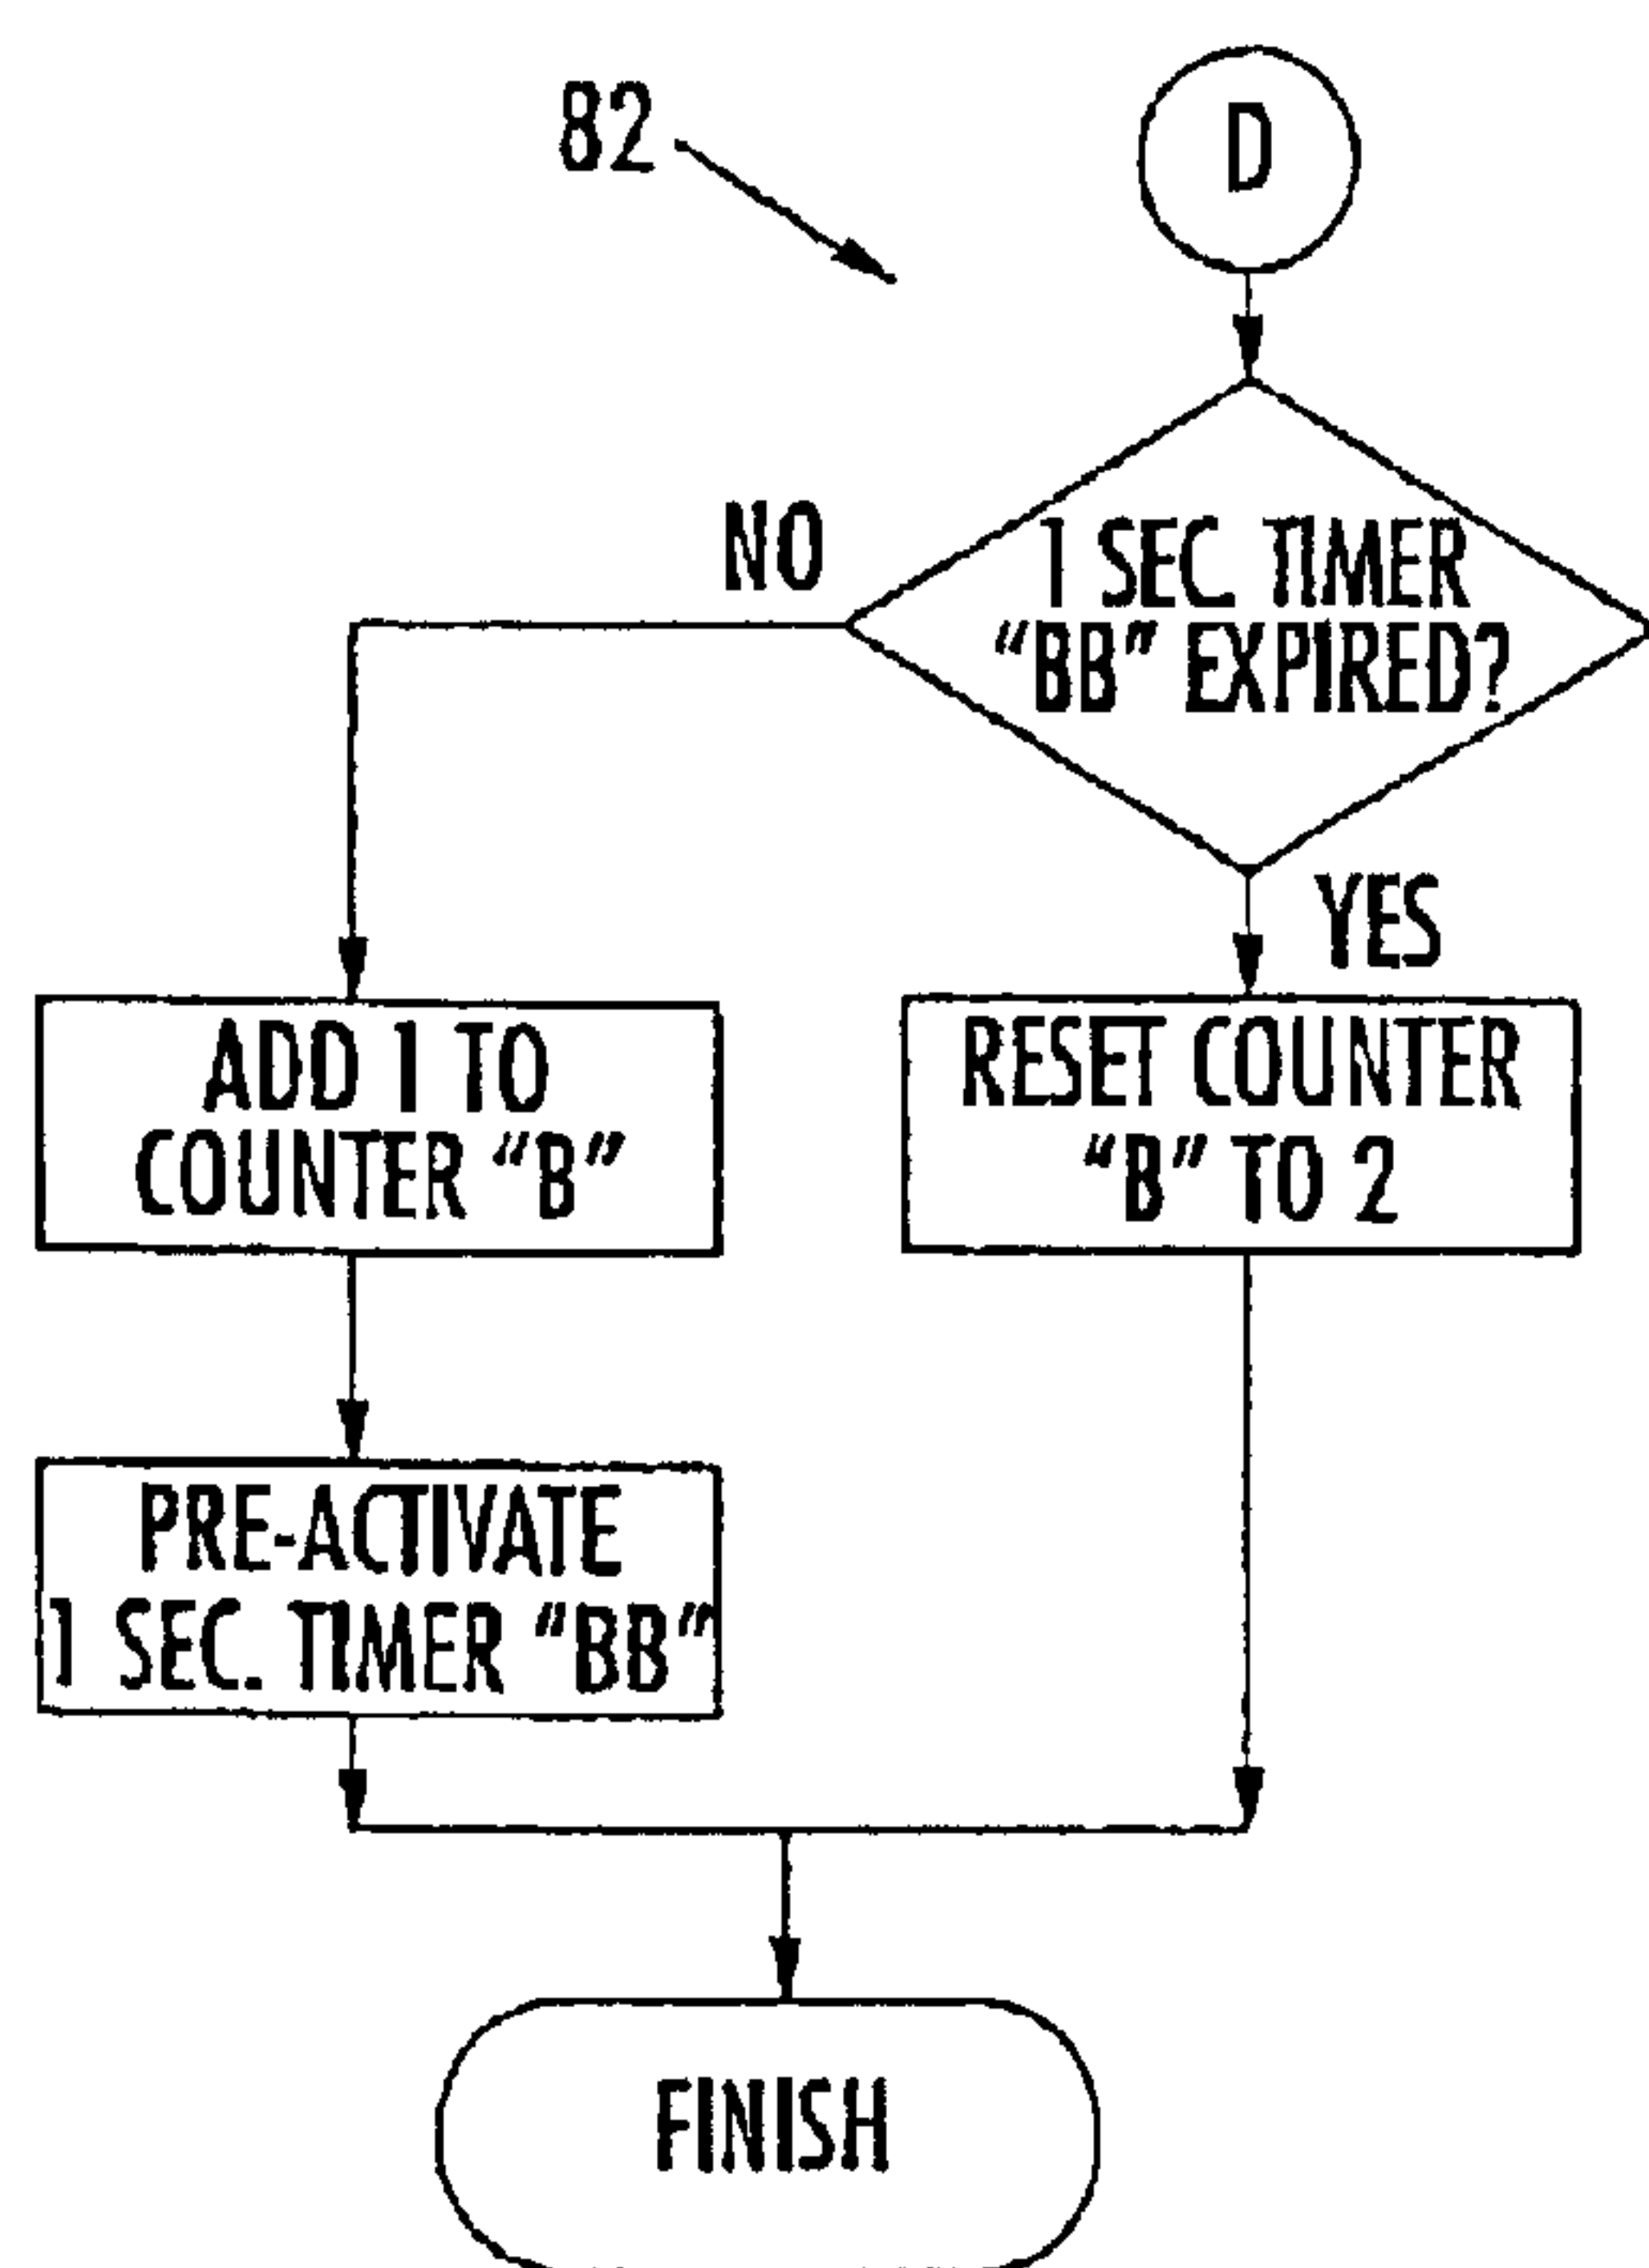 82
D
NO
1 SEC TIMER
"BB" EXPIRED?
YES
ADD 1 TO
COUNTER "B"
RESET COUNTER
"B" TO 2
PRE-ACTIVATE
1 SEC. TIMER "BB"
FINISH